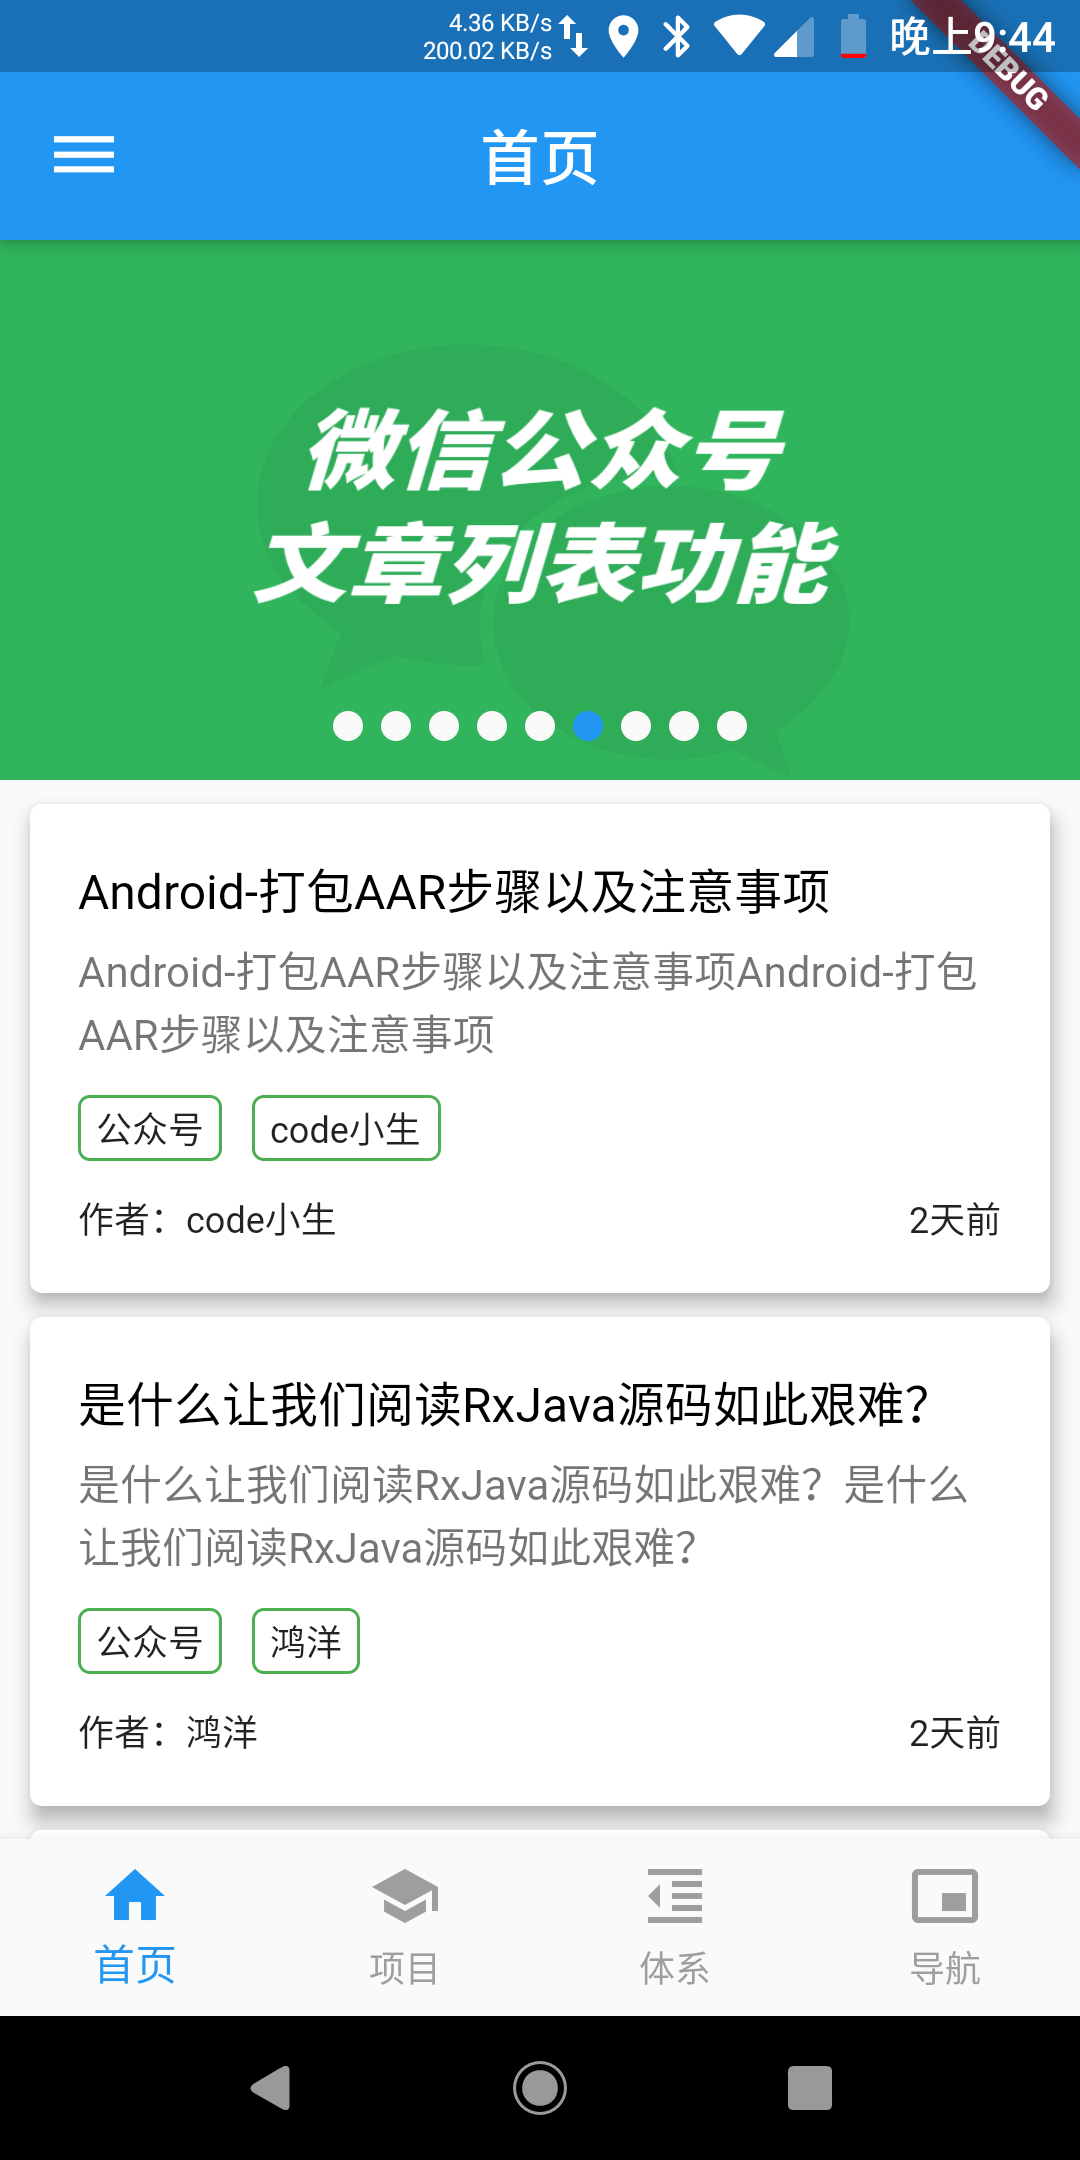 4.36 KB/s
200.02 KB/s
晚上9:44
DEBUG
首页
微信公众号
文章列表功能
Android-打包AAR步骤以及注意事项
Android-打包AAR步骤以及注意事项Android-打包
AAR步骤以及注意事项
公众号 code小生
作者：code小生 2天前
是什么让我们阅读RxJava源码如此艰难？
是什么让我们阅读RxJava源码如此艰难？是什么
让我们阅读RxJava源码如此艰难？
公众号 鸿洋
作者：鸿洋 2天前
首页 项目 体系 导航